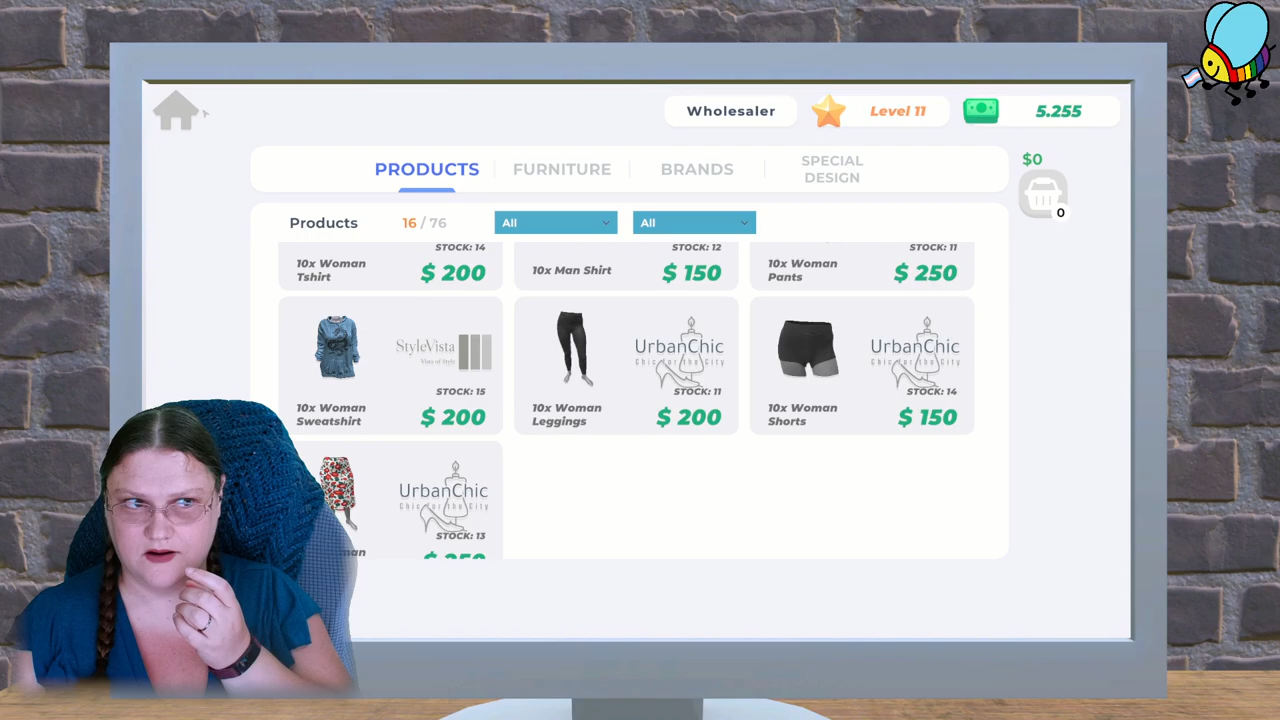 Wholesaler
Level 11
5.255
PRODUCTS
FURNITURE
BRANDS
SPECIAL
DESIGN
$0
0
Products
16 / 76
All
All
STOCK: 14
10x Woman
Tshirt
$ 200
STOCK: 12
10x Man Shirt
$ 150
STOCK: 11
10x Woman
Pants
$ 250
StyleVista
Vista of Style
STOCK: 15
10x Woman
Sweatshirt
$ 200
UrbanChic
Chic for the City
STOCK: 11
10x Woman
Leggings
$ 200
UrbanChic
Chic for the City
STOCK: 14
10x Woman
Shorts
$ 150
UrbanChic
Chic for the City
STOCK: 13